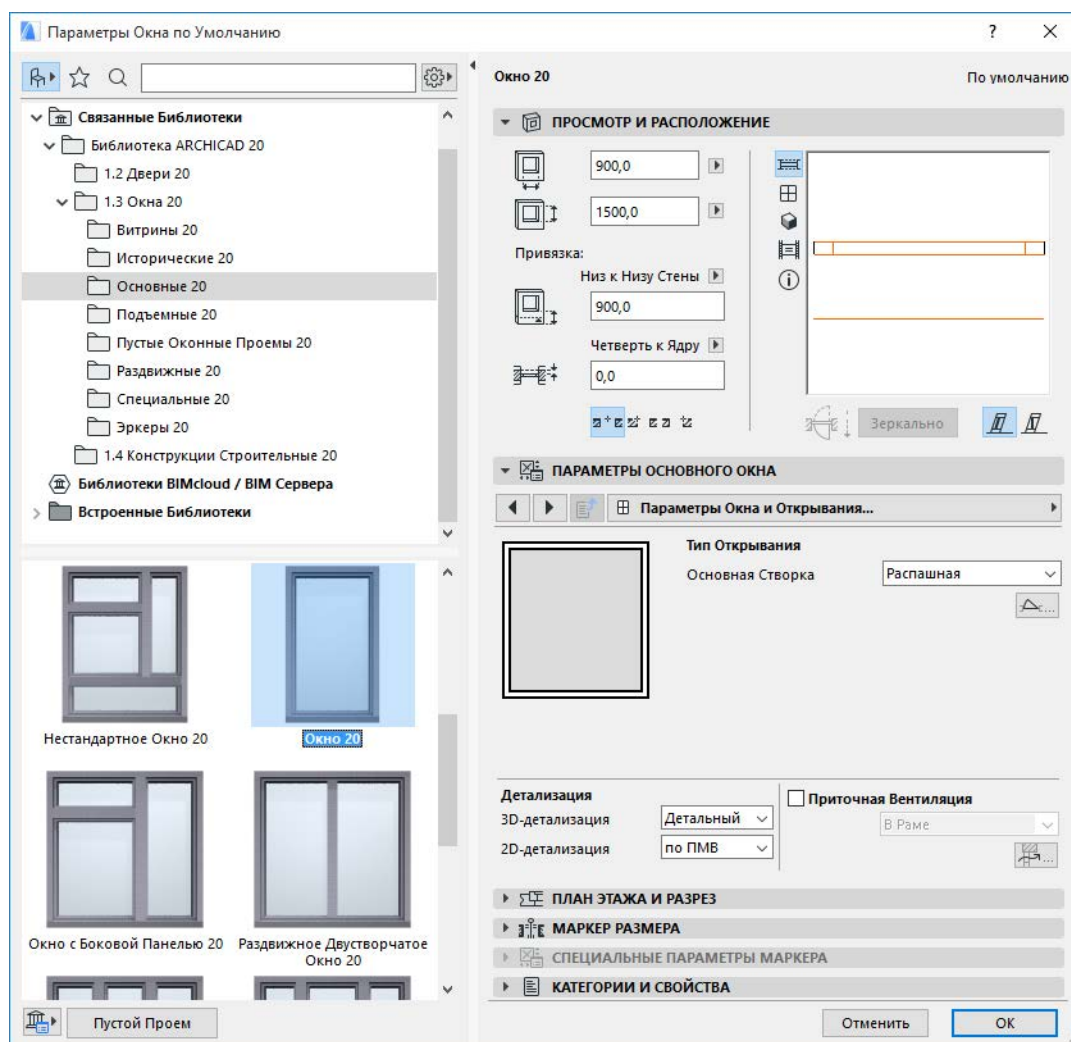 Параметры Окна по Умолчанию
?
Связанные Библиотеки
Библиотека ARCHICAD 20
1.2 Двери 20
1.3 Окна 20
Витрины 20
Исторические 20
Основные 20
Подъемные 20
Пустые Оконные Проемы 20
Раздвижные 20
Специальные 20
Эркеры 20
1.4 Конструкции Строительные 20
Библиотеки BIMcloud / BIM Сервера
Встроенные Библиотеки
Нестандартное Окно 20
Окно 20
Окно с Боковой Панелью 20
Раздвижное Двустворчатое
Окно 20
Пустой Проем
Окно 20
По умолчанию
ПРОСМОТР И РАСПОЛОЖЕНИЕ
900,0
1500,0
Привязка:
Низ к Низу Стены
900,0
Четверть к Ядру
0,0
Зеркально
ПАРАМЕТРЫ ОСНОВНОГО ОКНА
Параметры Окна и Открывания...
Тип Открывания
Основная Створка
Распашная
...
Детализация
3D-детализация
Детальный
2D-детализация
по ПМВ
Приточная Вентиляция
В Раме
...
ПЛАН ЭТАЖА И РАЗРЕЗ
МАРКЕР РАЗМЕРА
СПЕЦИАЛЬНЫЕ ПАРАМЕТРЫ МАРКЕРА
КАТЕГОРИИ И СВОЙСТВА
Отменить
ОК